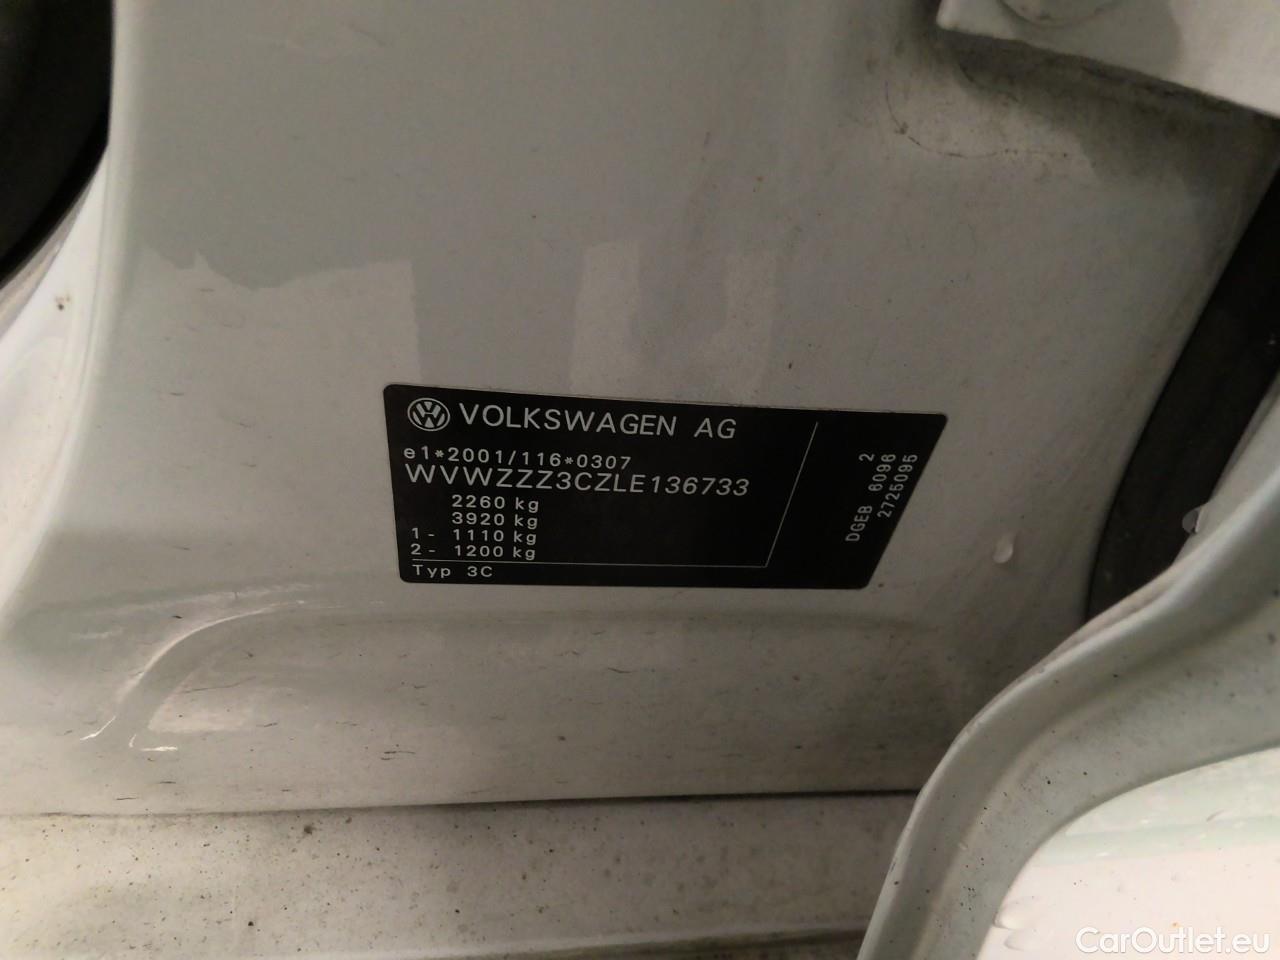 VOLKSWAGEN AG
e1*2001/116*0307
WVWZZZ3CZLE136733
2260 kg
3920 kg
1 - 1110 kg
2 - 1200 kg
Typ 3C
2
DGEB 6096
2725095
CarOutlet.eu